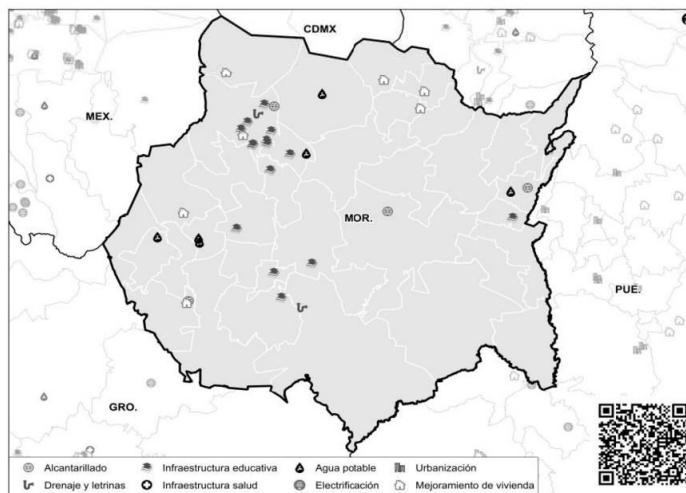 CDMX
MEX.
MOR.
PUE.
GRO.
Alcantarillado Infraestructura educativa Agua potable Urbanización
Drenaje y letrinas Infraestructura salud Electrificación Mejoramiento de vivienda